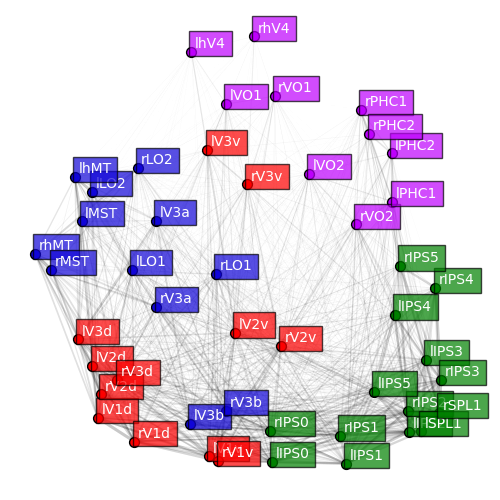 rhV4
lhV4
rVO1
lVO1
rPHC1
rPHC2
lV3v
lPHC2
rLO2
lhMT
lVO2
rV3v
lLO2
lPHC1
lMST
lV3a
rVO2
rhMT
rMST
lLO1
rLO1
rIPS5
rIPS4
rV3a
lIPS4
lV3d
lV2v
rV2v
lV2d
lIPS3
rV3d
rIPS3
rV2d
lIPS5
rV3b
lV1d
rSPL1
lV3b
rIPS0
lSPL1
rV1d
rIPS1
rV1v
lIPS0
lIPS1